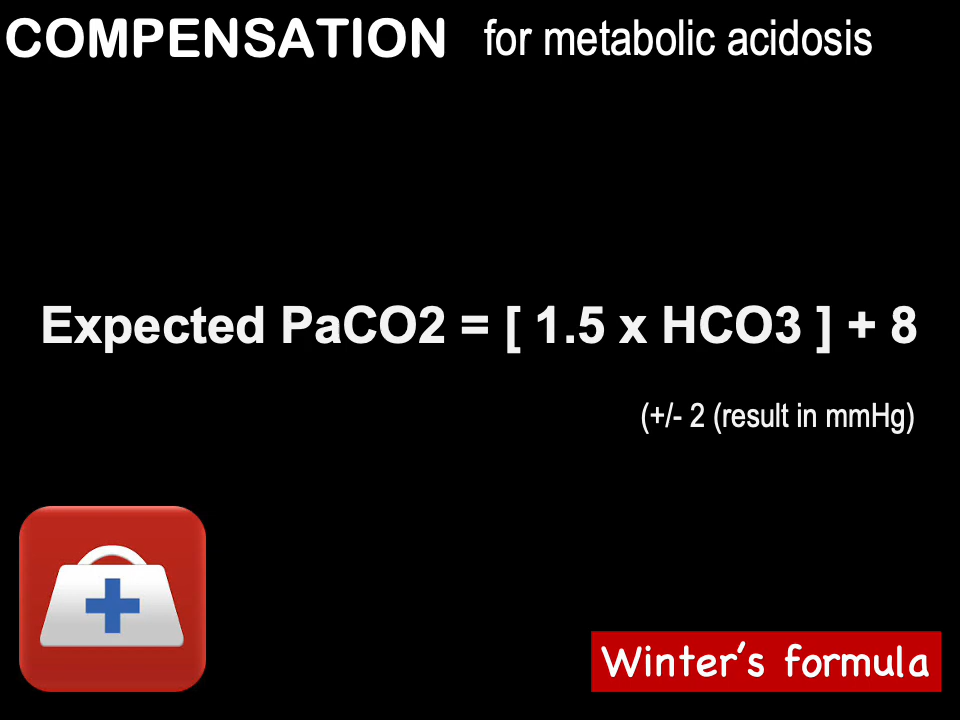 COMPENSATION for metabolic acidosis
Expected PaCO2 = [ 1.5 x HCO3 ] + 8
(+/- 2 (result in mmHg)
Winter's formula